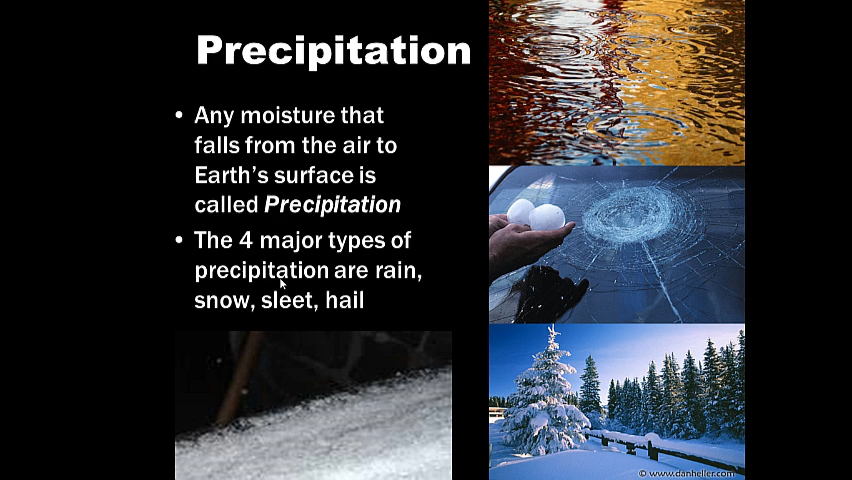 Precipitation
• Any moisture that
falls from the air to
Earth's surface is
called Precipitation
• The 4 major types of
precipitation are rain,
snow, sleet, hail
© www.danheller.com